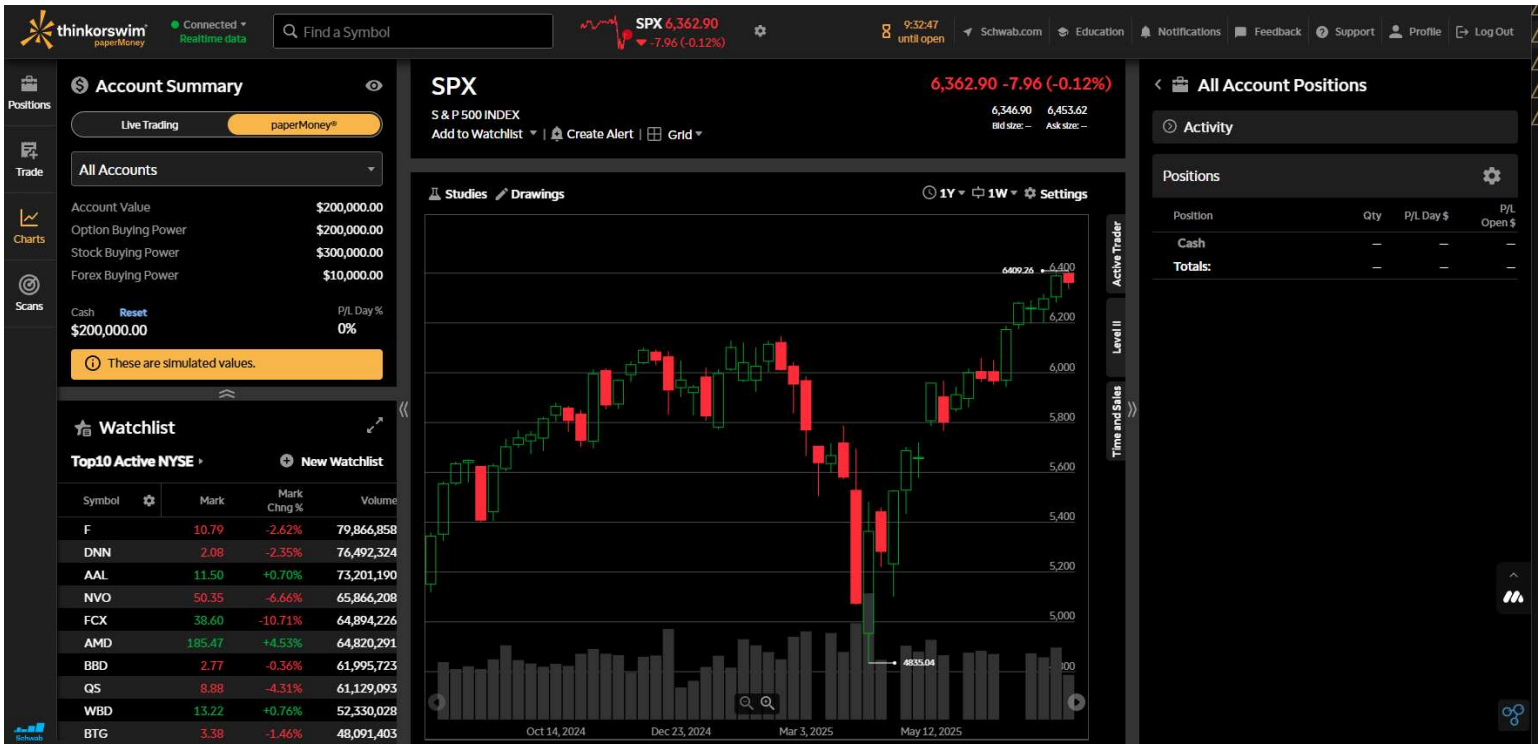 thinkorswim
paperMoney
Connected
Realtime data
Find a Symbol
SPX 6,362.90
-7.96 (-0.12%)
9:32:47
until open
Schwab.com
Education
Notifications
Feedback
Support
Profile
Log Out
Positions
Trade
Charts
Scans
Schwab
Account Summary
Live Trading
paperMoney®
All Accounts
Account Value $200,000.00
Option Buying Power $200,000.00
Stock Buying Power $300,000.00
Forex Buying Power $10,000.00
Cash Reset P/L Day %
$200,000.00 0%
These are simulated values.
Watchlist
Top10 Active NYSE New Watchlist
Symbol Mark Mark Chng % Volume
F 10.79 -2.62% 79,866,858
DNN 2.08 -2.35% 76,492,324
AAL 11.50 +0.70% 73,201,190
NVO 50.35 -6.66% 65,866,208
FCX 38.60 -10.71% 64,894,226
AMD 185.47 +4.53% 64,820,291
BBD 2.77 -0.36% 61,995,723
QS 8.88 -4.31% 61,129,093
WBD 13.22 +0.76% 52,330,028
BTG 3.38 -1.46% 48,091,403
SPX 6,362.90 -7.96 (-0.12%)
S & P 500 INDEX
6,346.90 6,453.62
Bid size: – Ask size: –
Add to Watchlist | Create Alert | Grid
Studies Drawings 1Y 1W Settings
6409.26
6,400
6,200
6,000
5,800
5,600
5,400
5,200
5,000
4835.04
Oct 14, 2024 Dec 23, 2024 Mar 3, 2025 May 12, 2025
Active Trader
Level II
Time and Sales
All Account Positions
Activity
Positions
Position Qty P/L Day $ P/L Open $
Cash – – –
Totals: – – –